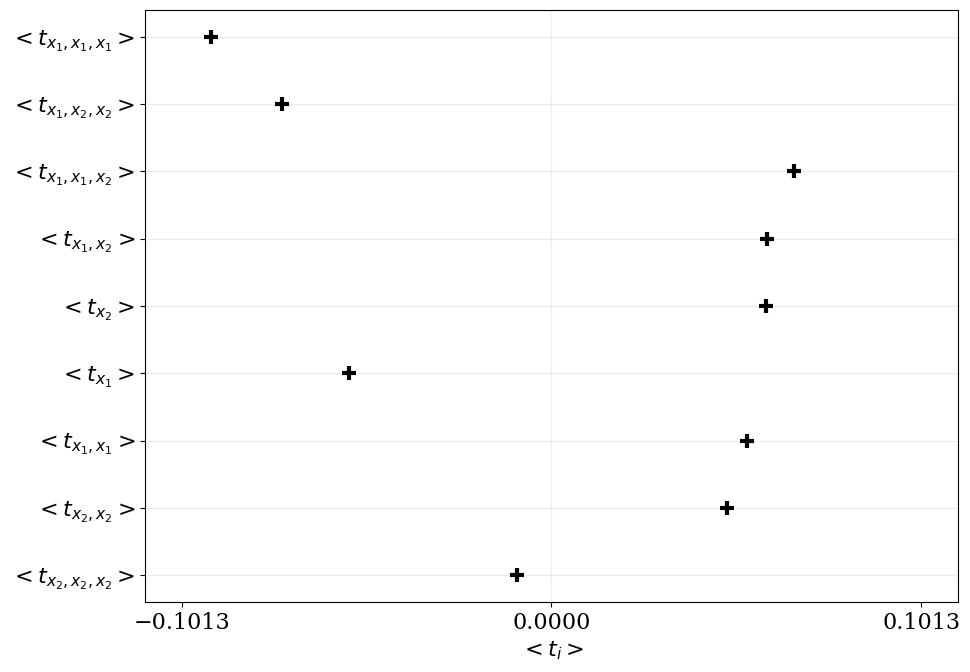 < t_{x_1, x_1, x_1} >
< t_{x_1, x_2, x_2} >
< t_{x_1, x_1, x_2} >
< t_{x_1, x_2} >
< t_{x_2} >
< t_{x_1} >
< t_{x_1, x_1} >
< t_{x_2, x_2} >
< t_{x_2, x_2, x_2} >
−0.1013 0.0000 0.1013
< t_i >